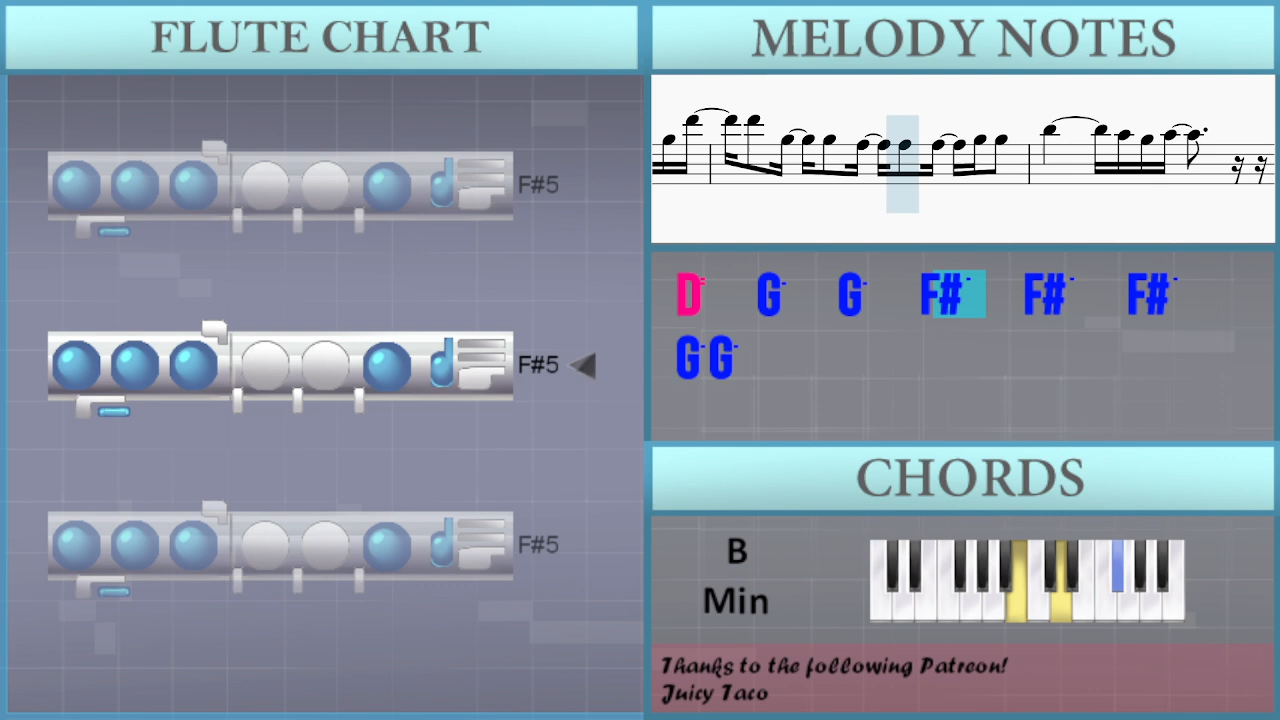 FLUTE CHART
F#5
F#5
F#5
MELODY NOTES
D G- G- F#- F#- F#-
G-G-
CHORDS
B
Min
Thanks to the following Patreon!
Juicy Taco